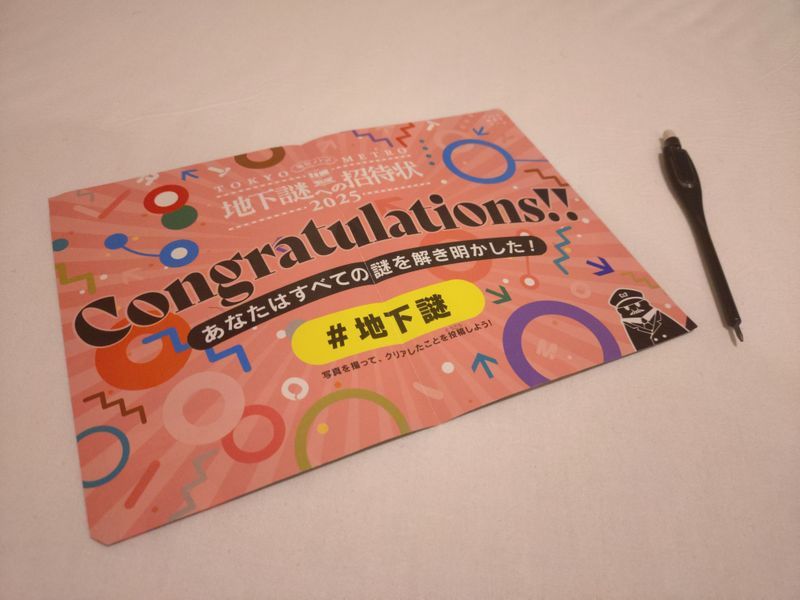 TOKYO METRO
地下謎への招待状
2025
Congratulations!!
あなたはすべての謎を解き明かした！
#地下謎
写真を撮って、クリアしたことを投稿しよう！
M